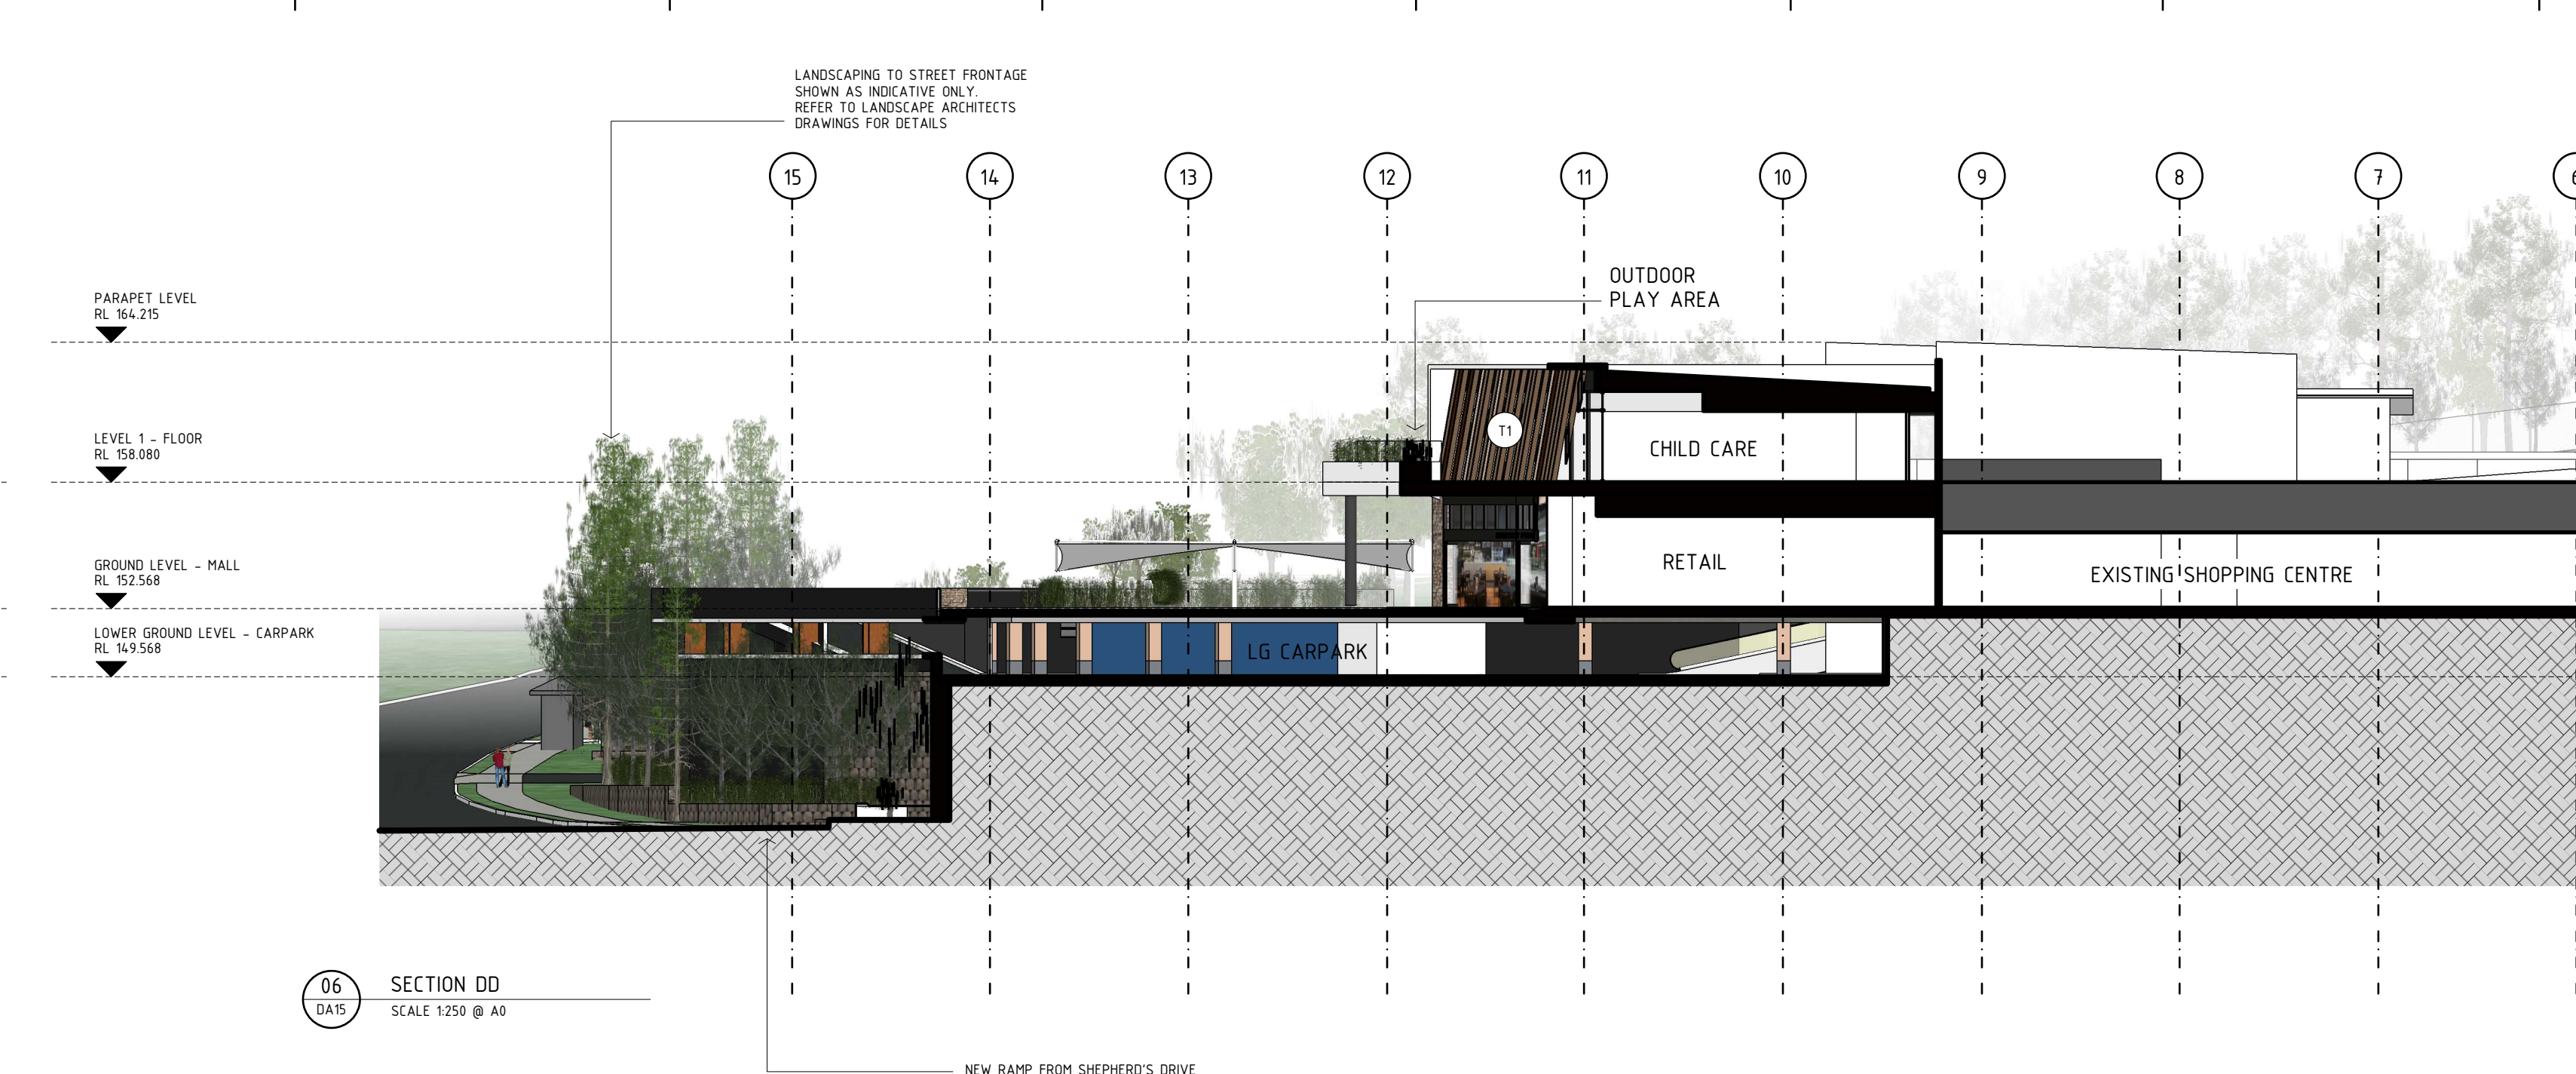 LANDSCAPING TO STREET FRONTAGE
SHOWN AS INDICATIVE ONLY.
REFER TO LANDSCAPE ARCHITECTS
DRAWINGS FOR DETAILS
15
14
13
12
11
10
9
8
7
6
OUTDOOR
PLAY AREA
PARAPET LEVEL
RL 164.215
LEVEL 1 - FLOOR
RL 158.080
T1
CHILD CARE
GROUND LEVEL - MALL
RL 152.568
RETAIL
EXISTING SHOPPING CENTRE
LOWER GROUND LEVEL - CARPARK
RL 149.568
LG CARPARK
06
DA15
SECTION DD
SCALE 1:250 @ A0
NEW RAMP FROM SHEPHERD'S DRIVE